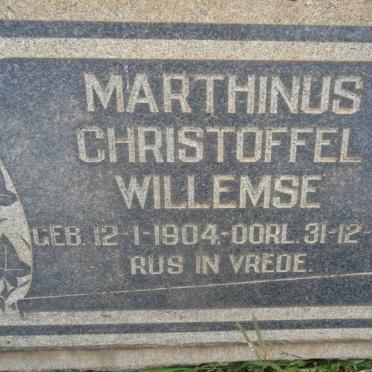 MARTHINUS
CHRISTOFFEL
WILLEMSE
GEB. 12-1-1904.-OORL. 31-12-
RUS IN VREDE.